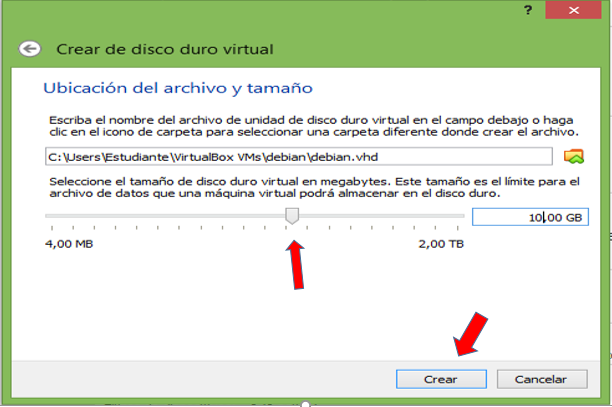 ?
Crear de disco duro virtual
Ubicación del archivo y tamaño
Escriba el nombre del archivo de unidad de disco duro virtual en el campo debajo o haga
clic en el icono de carpeta para seleccionar una carpeta diferente donde crear el archivo.
C:\Users\Estudiante\VirtualBox VMs\debian\debian.vhd
Seleccione el tamaño de disco duro virtual en megabytes. Este tamaño es el límite para el
archivo de datos que una máquina virtual podrá almacenar en el disco duro.
10,00 GB
4,00 MB 2,00 TB
Crear Cancelar